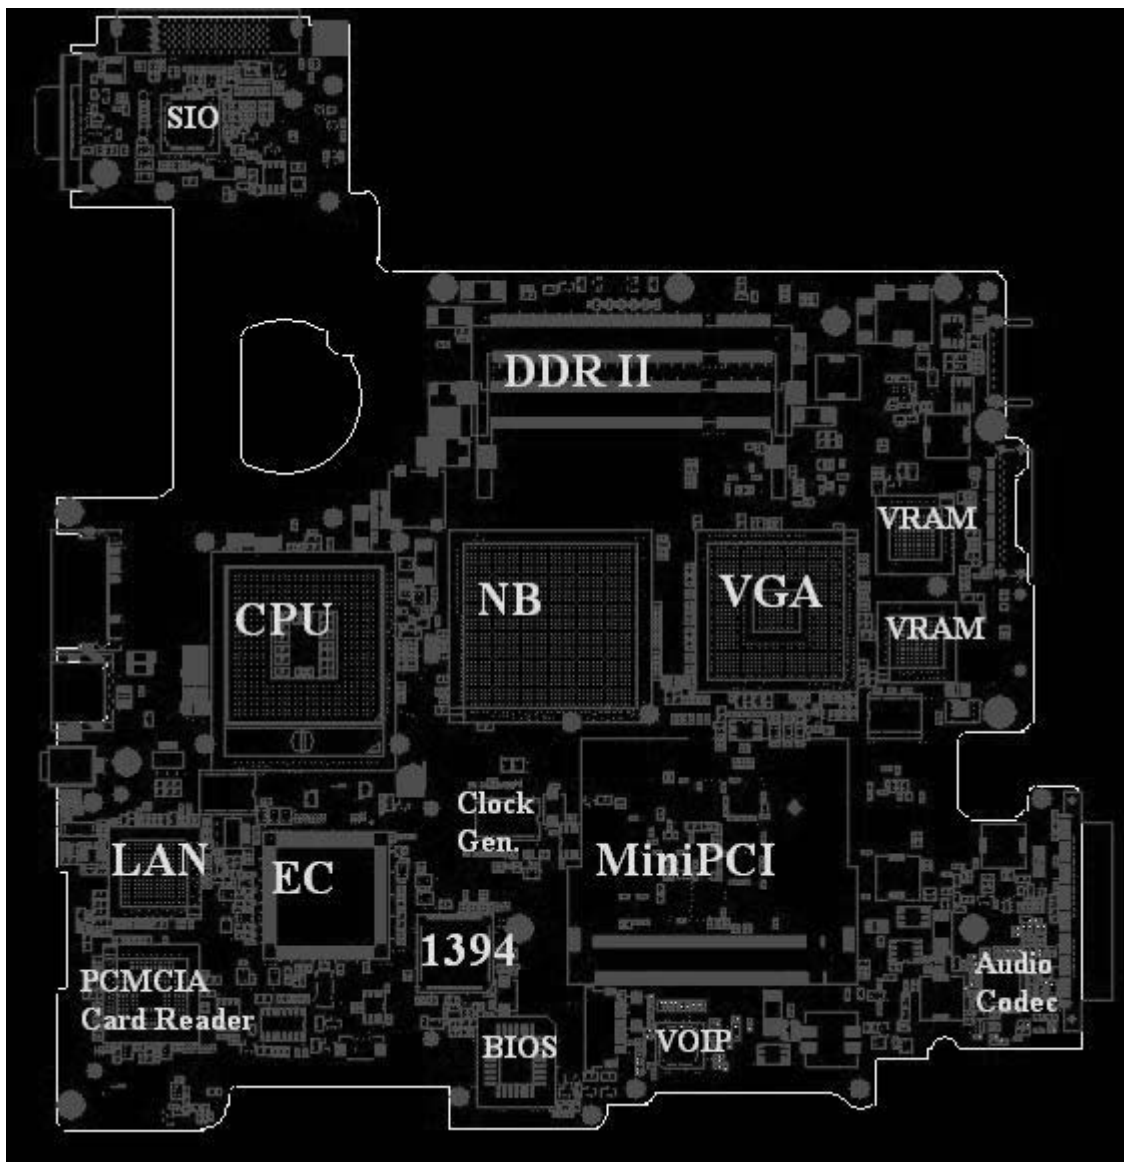 SIO
DDR II
VRAM
CPU
NB
VGA
VRAM
Clock
Gen.
LAN
EC
MiniPCI
1394
PCMCIA
Card Reader
Audio
Codec
BIOS
VOIP